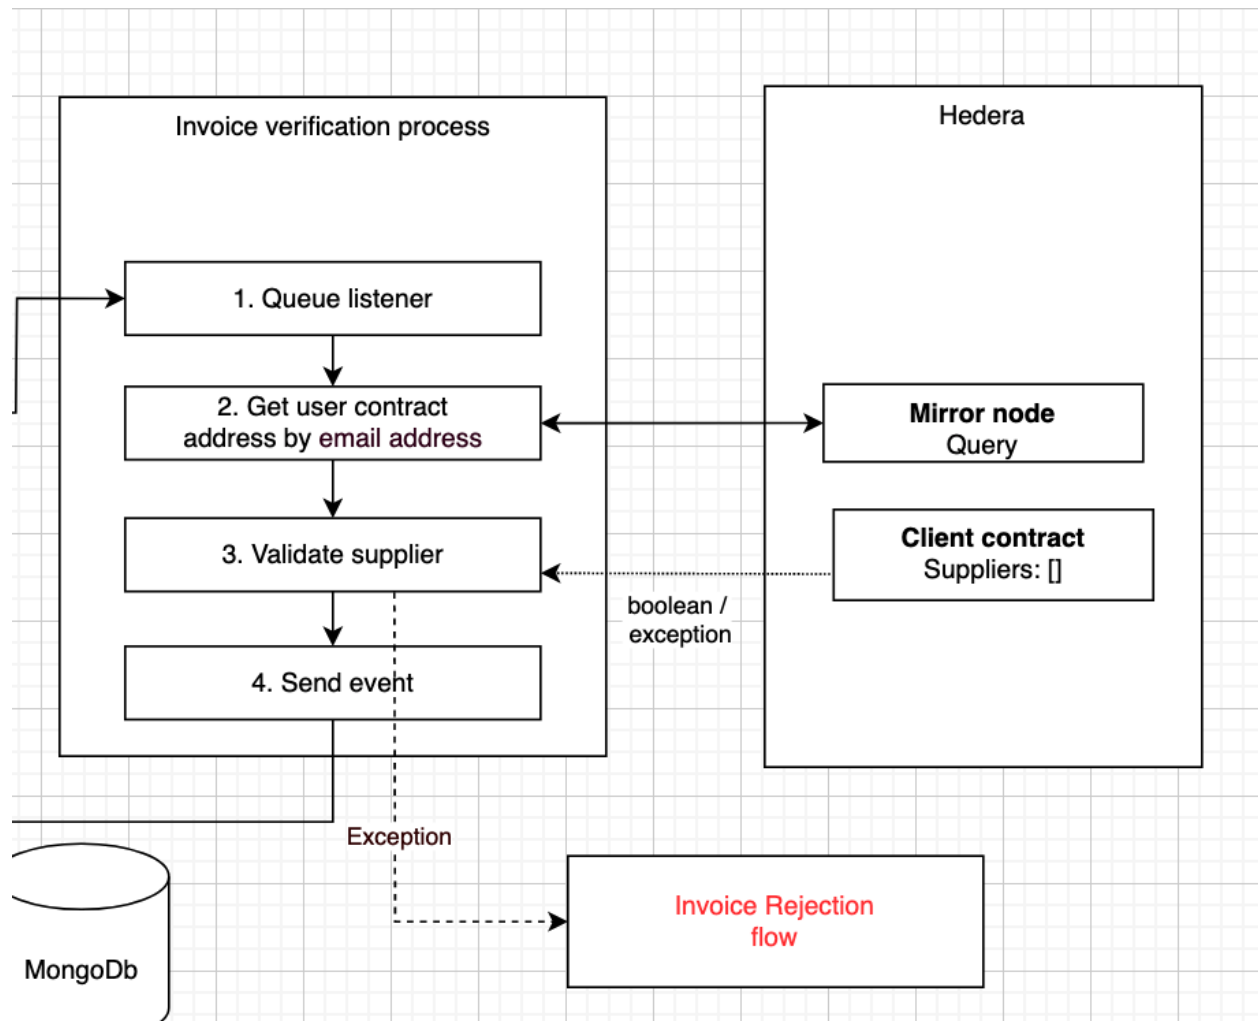 Invoice verification process
Hedera
1. Queue listener
2. Get user contract
address by email address
Mirror node
Query
3. Validate supplier
Client contract
Suppliers: []
boolean /
exception
4. Send event
Exception
Invoice Rejection
flow
MongoDb